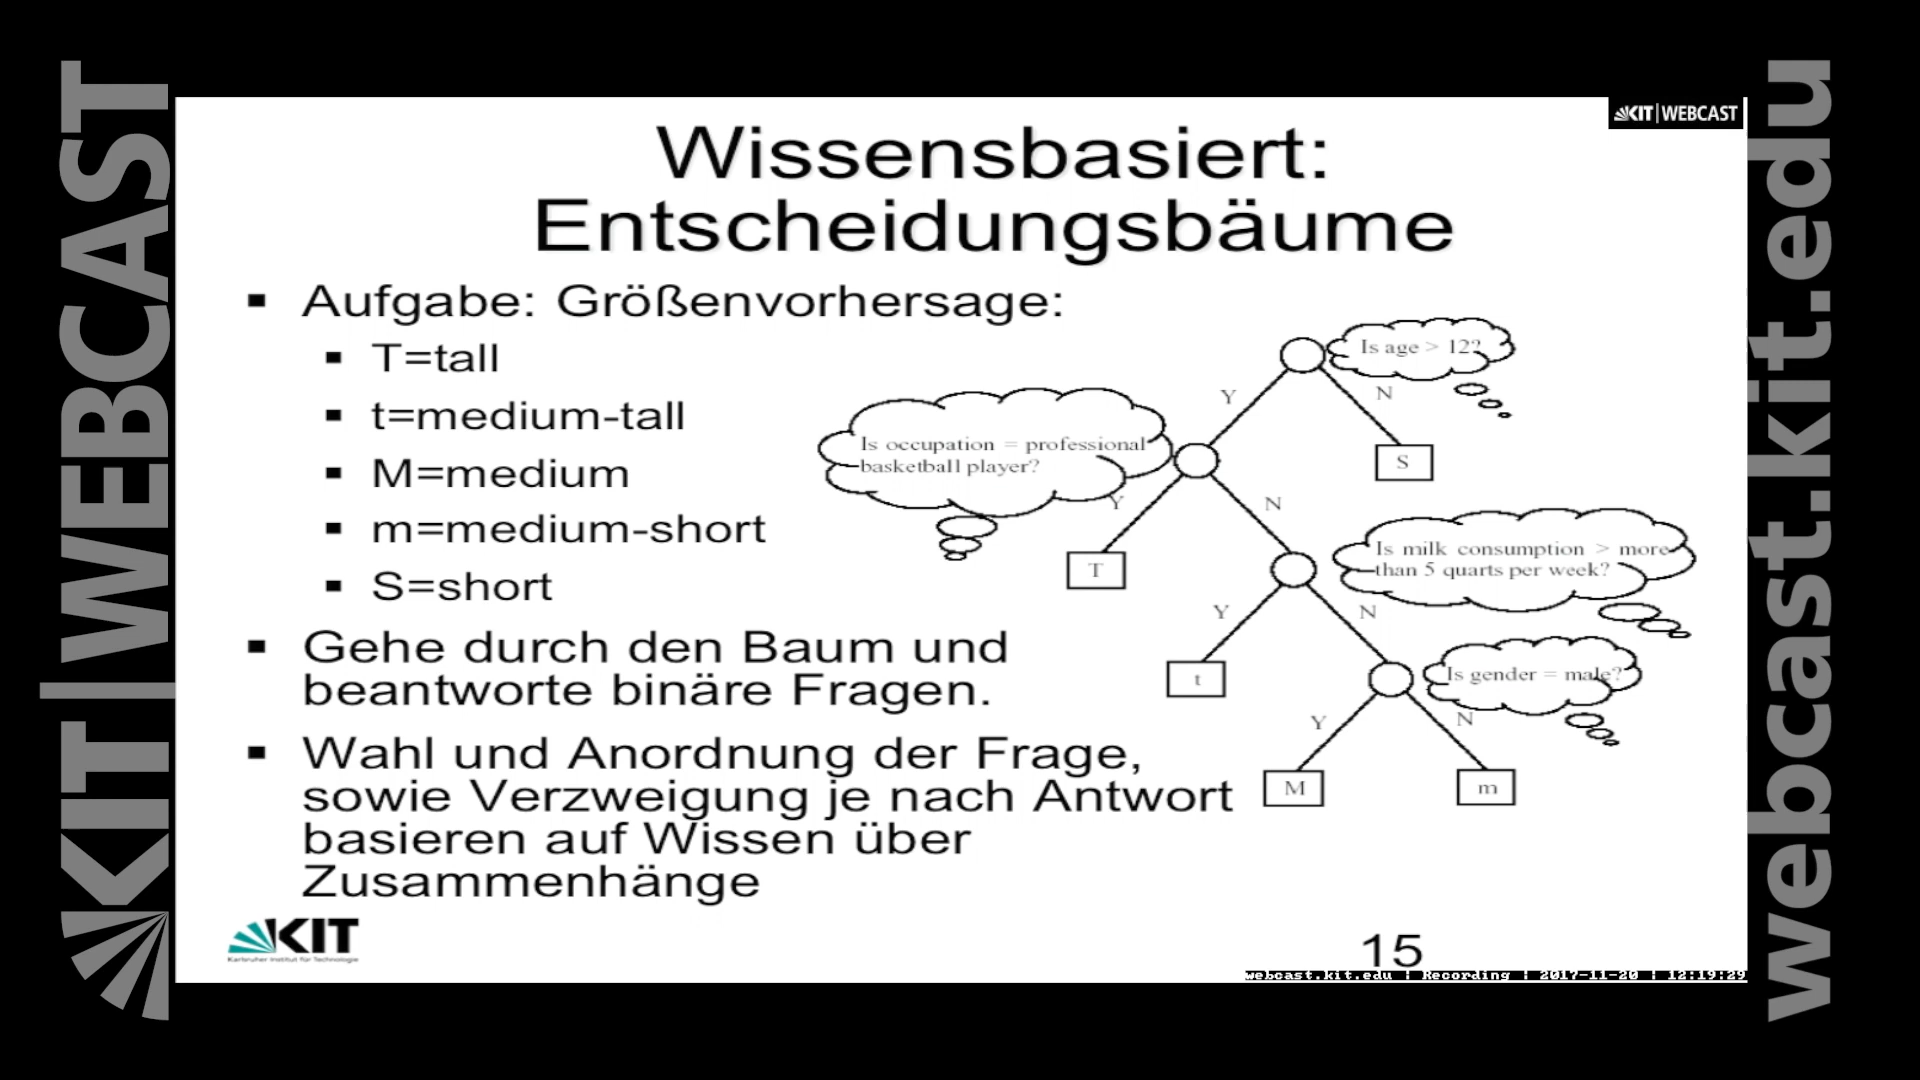 KIT | WEBCAST
KIT | WEBCAST
webcast.kit.edu
Wissensbasiert:
Entscheidungsbäume
▪ Aufgabe: Größenvorhersage:
▪ T=tall
▪ t=medium-tall
▪ M=medium
▪ m=medium-short
▪ S=short
▪ Gehe durch den Baum und
beantworte binäre Fragen.
▪ Wahl und Anordnung der Frage,
sowie Verzweigung je nach Antwort
basieren auf Wissen über
Zusammenhänge
Is age > 12?
Y
N
Is occupation = professional
basketball player?
S
Y
N
Is milk consumption > more
than 5 quarts per week?
T
Y
N
Is gender = male?
t
Y
N
M
m
KIT
Karlsruher Institut für Technologie
15
webcast.kit.edu | Recording | 2017-11-20 | 12:19:29